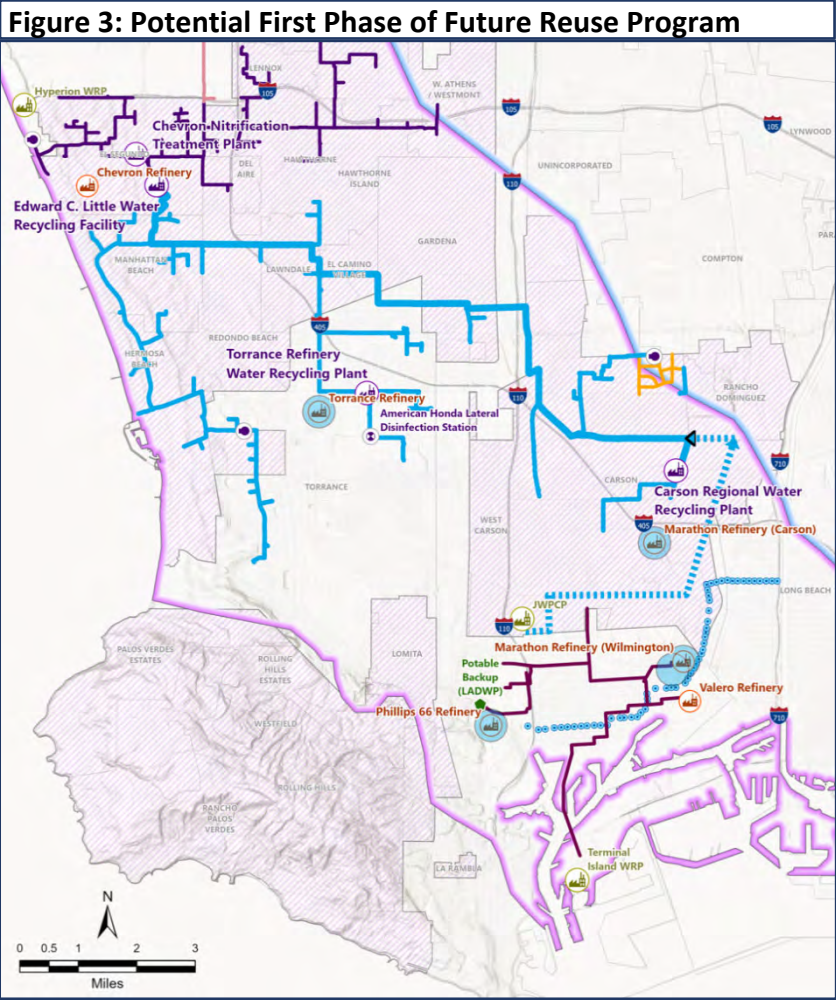 Figure 3: Potential First Phase of Future Reuse Program
LENNOX
Hyperion WRP
105
W. ATHENS
/ WESTMONT
105
105
LYNWOOD
Chevron Nitrification
Treatment Plant
EL SEGUNDO
DEL
AIRE
HAWTHORNE
HAWTHORNE
ISLAND
UNINCORPORATED
Chevron Refinery
110
Edward C. Little Water
Recycling Facility
GARDENA
PAR
MANHATTAN
BEACH
LAWNDALE
EL CAMINO
VILLAGE
COMPTON
405
REDONDO BEACH
HERMOSA
BEACH
Torrance Refinery
Water Recycling Plant
RANCHO
DOMINGUEZ
110
Torrance Refinery
American Honda Lateral
Disinfection Station
710
TORRANCE
CARSON
Carson Regional Water
Recycling Plant
WEST
CARSON
405
Marathon Refinery (Carson)
LONG BEACH
JWPCP
110
PALOS VERDES
ESTATES
ROLLING
HILLS
ESTATES
LOMITA
Marathon Refinery (Wilmington)
Potable
Backup
(LADWP)
Valero Refinery
Phillips 66 Refinery
710
WESTFIELD
ROLLING HILLS
RANCHO
PALOS
VERDES
LA RAMBLA
Terminal
Island WRP
N
0 0.5 1 2 3
Miles